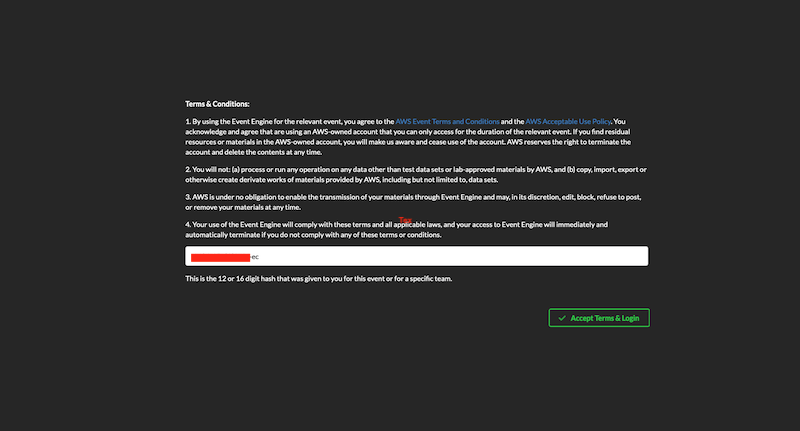 Terms & Conditions:
1. By using the Event Engine for the relevant event, you agree to the AWS Event Terms and Conditions and the AWS Acceptable Use Policy. You
acknowledge and agree that are using an AWS-owned account that you can only access for the duration of the relevant event. If you find residual
resources or materials in the AWS-owned account, you will make us aware and cease use of the account. AWS reserves the right to terminate the
account and delete the contents at any time.
2. You will not: (a) process or run any operation on any data other than test data sets or lab-approved materials by AWS, and (b) copy, import, export or
otherwise create derivate works of materials provided by AWS, including but not limited to, data sets.
3. AWS is under no obligation to enable the transmission of your materials through Event Engine and may, in its discretion, edit, block, refuse to post,
or remove your materials at any time.
Tea
4. Your use of the Event Engine will comply with these terms and all applicable laws, and your access to Event Engine will immediately and
automatically terminate if you do not comply with any of these terms or conditions.
ec
This is the 12 or 16 digit hash that was given to you for this event or for a specific team.
Accept Terms & Login